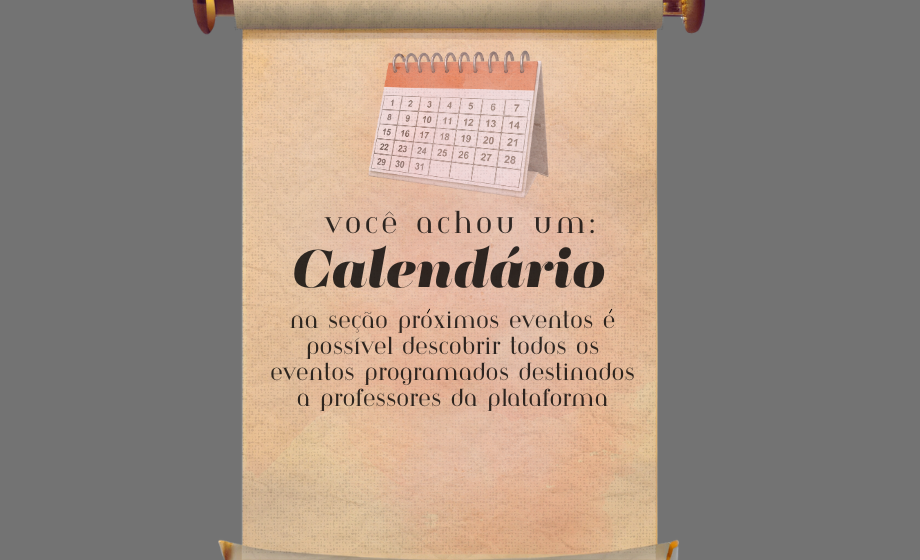 1 2 3 4 5 6 7
8 9 10 11 12 13 14
15 16 17 18 19 20 21
22 23 24 25 26 27 28
29 30 31
você achou um:
Calendário
na seção próximos eventos é
possível descobrir todos os
eventos programados destinados
a professores da plataforma